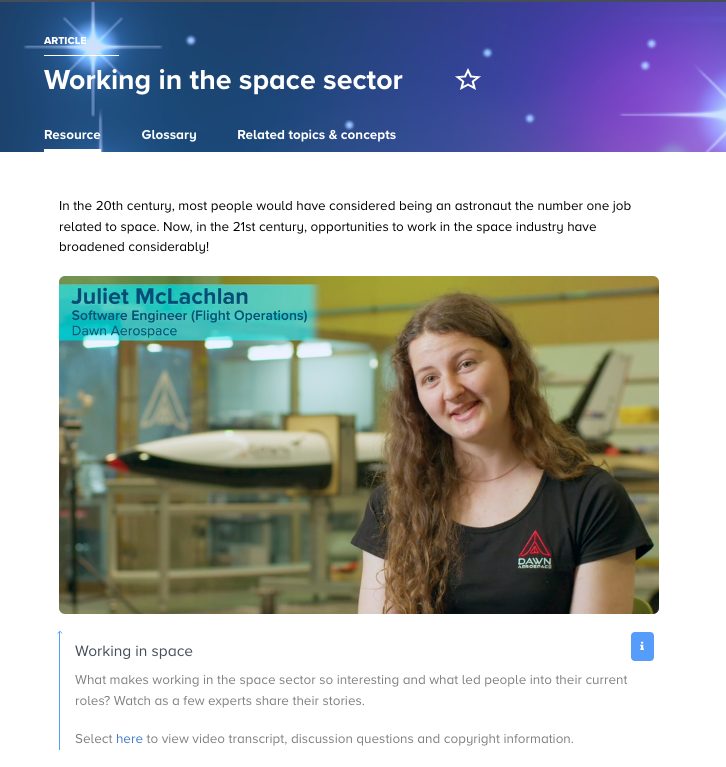 ARTICLE
Working in the space sector
Resource Glossary Related topics & concepts
In the 20th century, most people would have considered being an astronaut the number one job
related to space. Now, in the 21st century, opportunities to work in the space industry have
broadened considerably!
Juliet McLachlan
Software Engineer (Flight Operations)
Dawn Aerospace
DAWN
AEROSPACE
Working in space
i
What makes working in the space sector so interesting and what led people into their current
roles? Watch as a few experts share their stories.
Select here to view video transcript, discussion questions and copyright information.